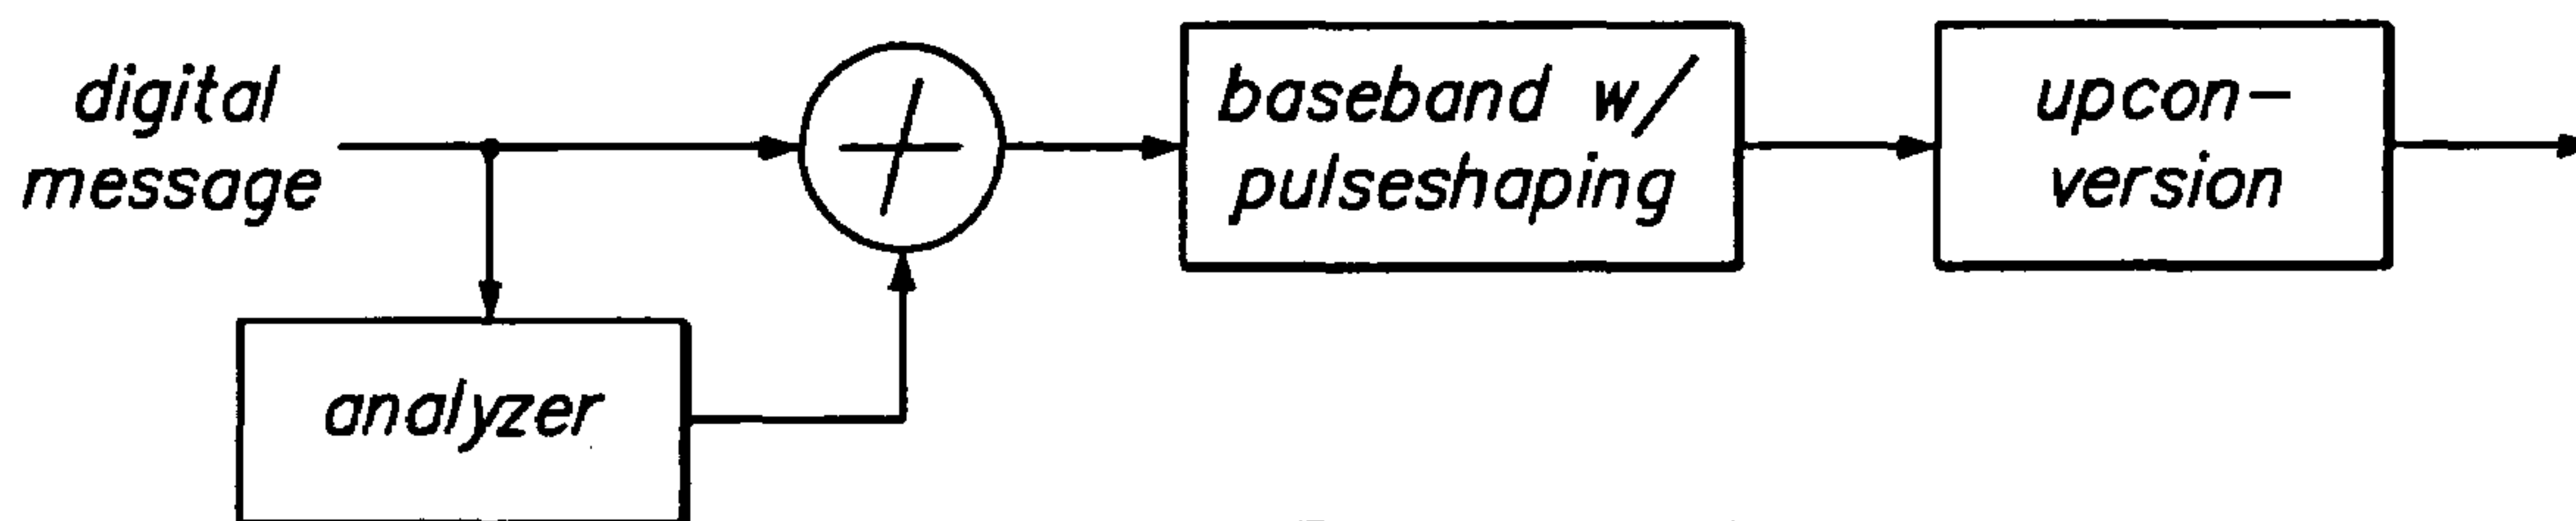 digital
message
baseband w/
pulseshaping
upcon-
version
analyzer